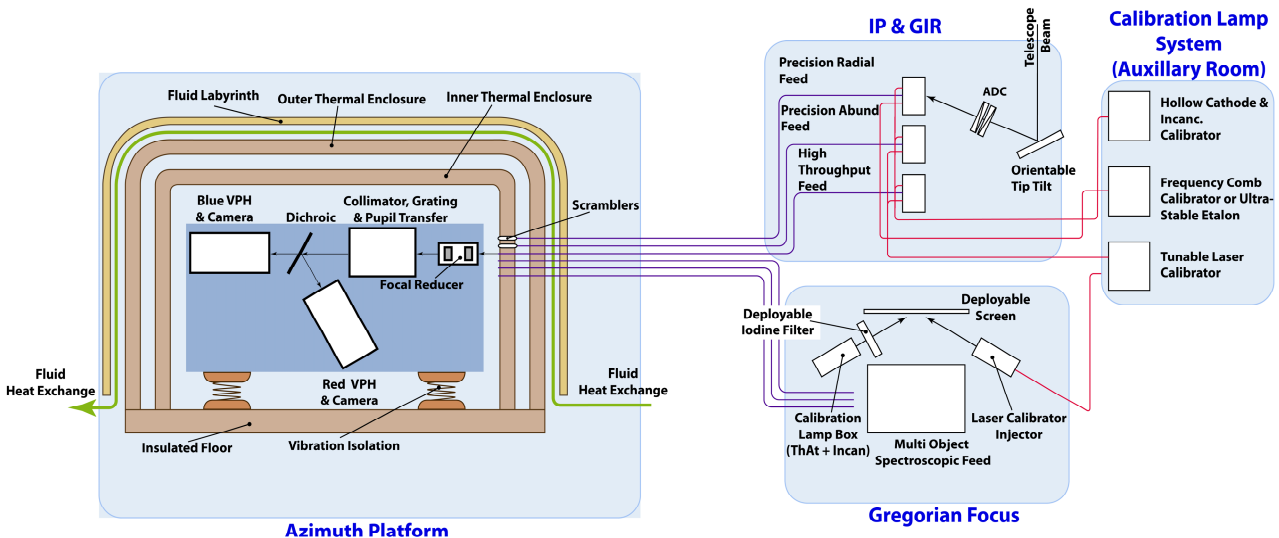 IP & GIR
Calibration Lamp
System
(Auxillary Room)
Telescope
Beam
Precision Radial
Feed
ADC
Precision Abund
Feed
High
Throughput
Feed
Orientable
Tip Tilt
Hollow Cathode &
Incanc.
Calibrator
Frequency Comb
Calibrator or Ultra-
Stable Etalon
Tunable Laser
Calibrator
Fluid Labyrinth
Outer Thermal Enclosure
Inner Thermal Enclosure
Blue VPH
& Camera
Dichroic
Collimator, Grating
& Pupil Transfer
Scramblers
Focal Reducer
Fluid
Heat Exchange
Red VPH
& Camera
Fluid
Heat Exchange
Insulated Floor
Vibration Isolation
Azimuth Platform
Deployable
Iodine Filter
Deployable
Screen
Calibration
Lamp Box
(ThAt + Incan)
Laser Calibrator
Injector
Multi Object
Spectroscopic Feed
Gregorian Focus